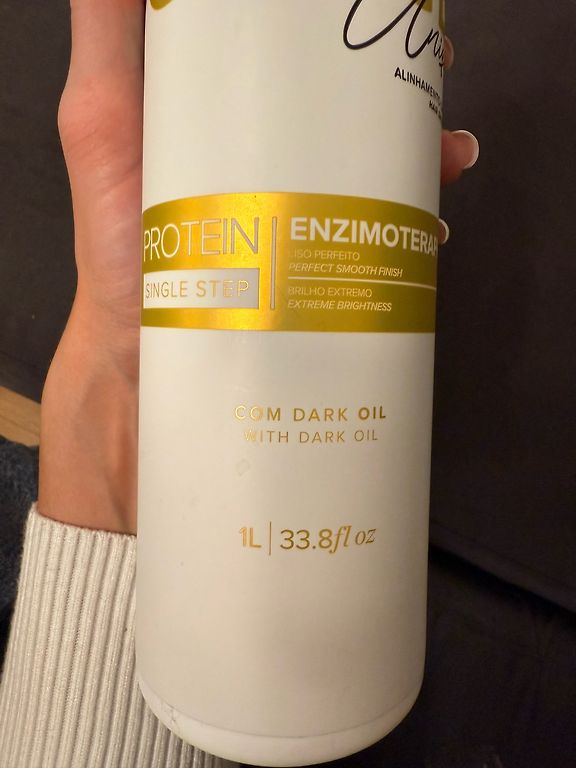 ALINHAMENTO
PROTEIN
SINGLE STEP
LISO PERFEITO
PERFECT SMOOTH FINISH
BRILHO EXTREMO
EXTREME BRIGHTNESS
COM DARK OIL
WITH DARK OIL
1L | 33.8fl oz